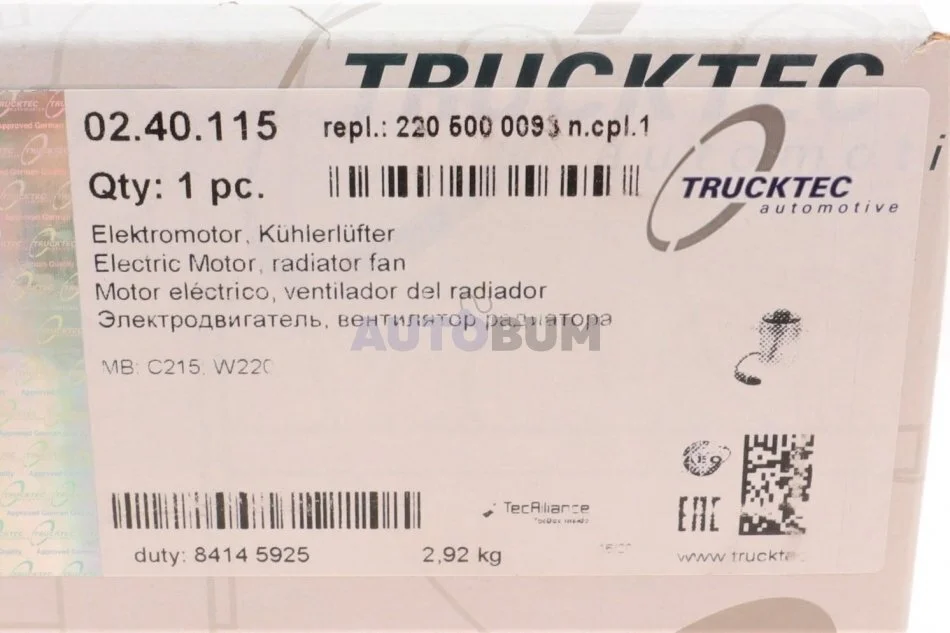 TRUCKTEC
02.40.115
repl.: 220 500 0093 n.cpl.1
Qty: 1 pc.
TRUCKTEC
automotive
Elektromotor, Kühlerlüfter
Electric Motor, radiator fan
Motor eléctrico, ventilador del radiador
Электродвигатель, вентилятор радиатора
AUTOBUM
MB: C215; W220
TecAlliance
EAC
duty: 8414 5925
2,92 kg
www.truckte